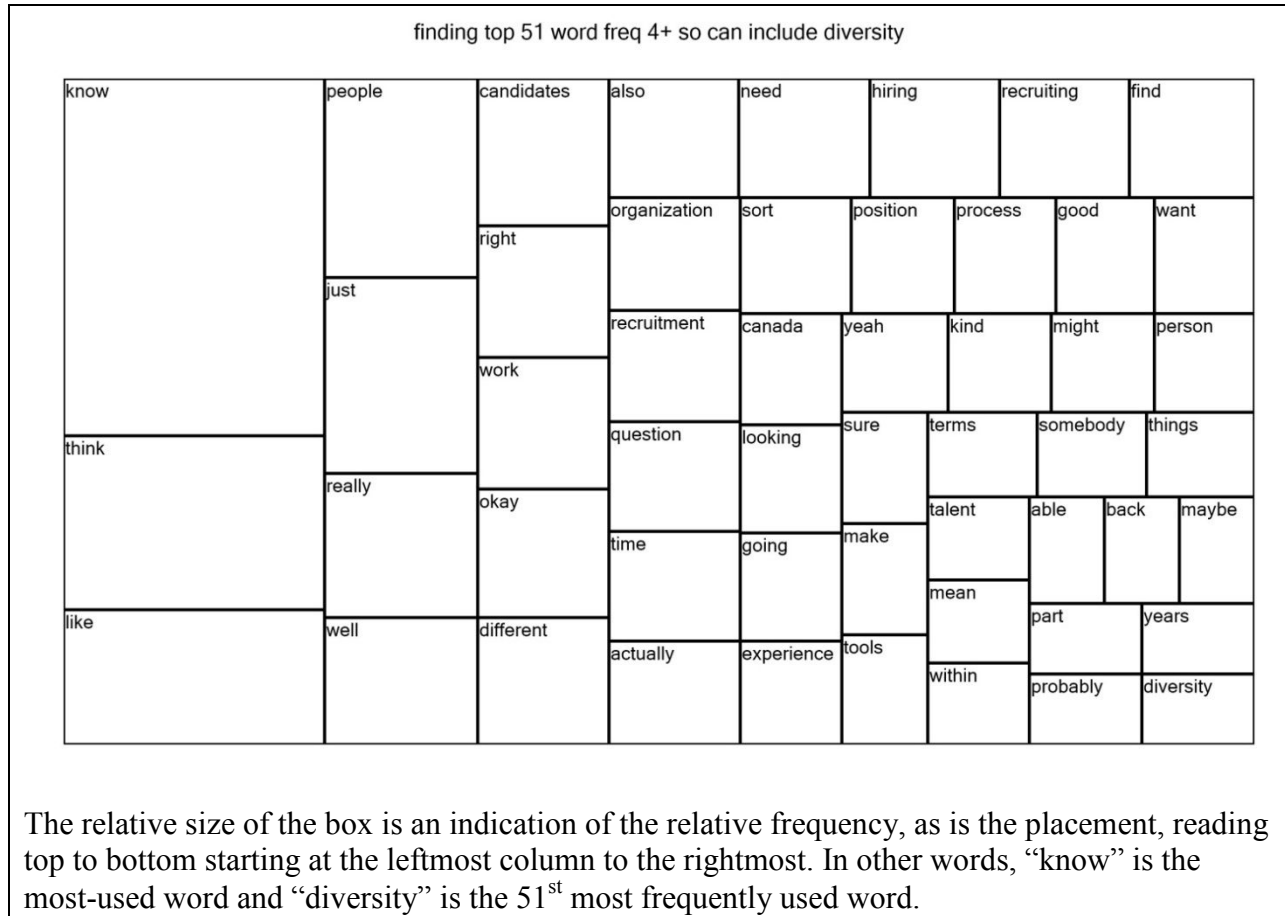 finding top 51 word freq 4+ so can include diversity
know people candidates also need hiring recruiting find
organization sort position process good want
right
just
recruitment canada yeah kind might person
work
sure terms somebody things
question looking
think
really
okay
talent able back maybe
make
time going
mean
part years
like
well different
tools
actually experience
within
probably diversity
The relative size of the box is an indication of the relative frequency, as is the placement, reading
top to bottom starting at the leftmost column to the rightmost. In other words, “know” is the
most-used word and “diversity” is the 51st most frequently used word.